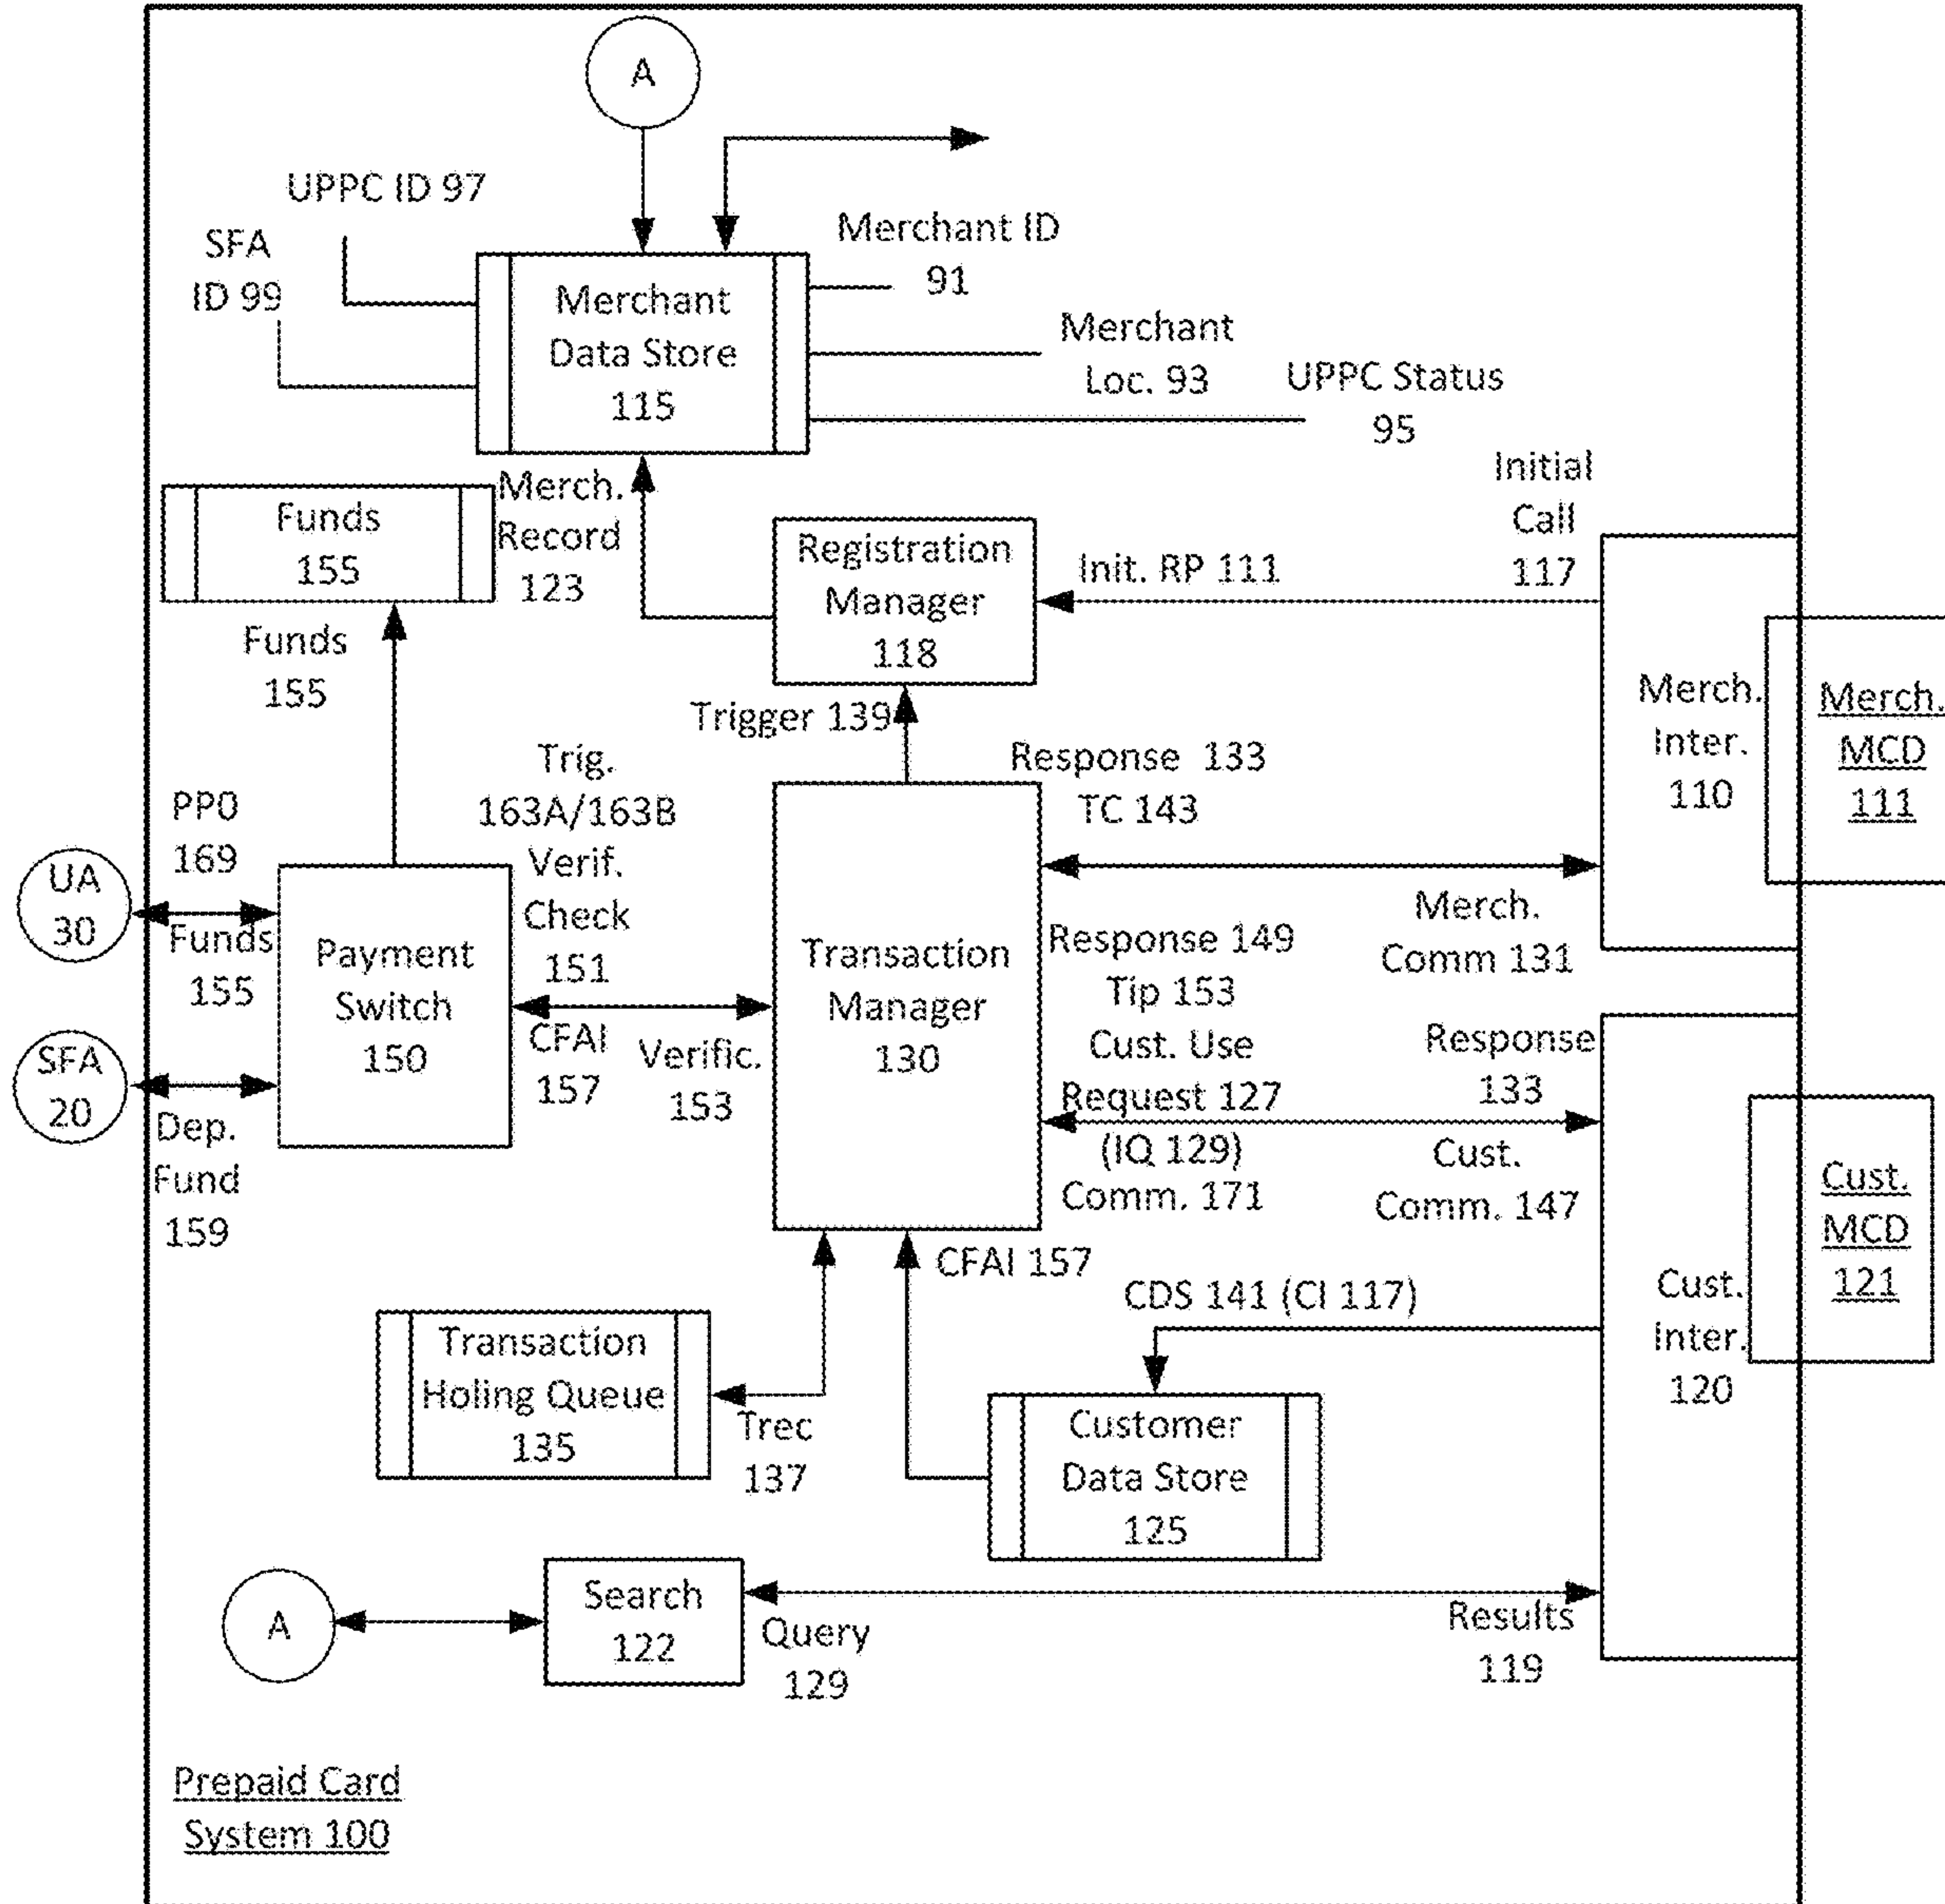 A
UPPC ID 97
SFA
ID 99
Merchant
Data Store
115
Merchant ID
91
Merchant
Loc. 93
UPPC Status
95
Funds
155
Merch.
Record
123
Funds
155
Registration
Manager
118
Init. RP 111
Initial
Call
117
Merch.
Inter.
110
Merch.
MCD
111
Trigger 139
Response 133
TC 143
Merch.
Comm 131
PP0
169
UA
30
Funds
155
SFA
20
Dep.
Fund
159
Payment
Switch
150
Trig.
163A/163B
Verif.
Check
151
CFAI
157
Verific.
153
Transaction
Manager
130
Response 149
Tip 153
Cust. Use
Request 127
(IQ 129)
Comm. 171
Response
133
Cust.
Comm. 147
Cust.
Inter.
120
Cust.
MCD
121
CFAI 157
CDS 141 (CI 117)
Transaction
Holing Queue
135
Trec
137
Customer
Data Store
125
A
Search
122
Query
129
Results
119
Prepaid Card
System 100